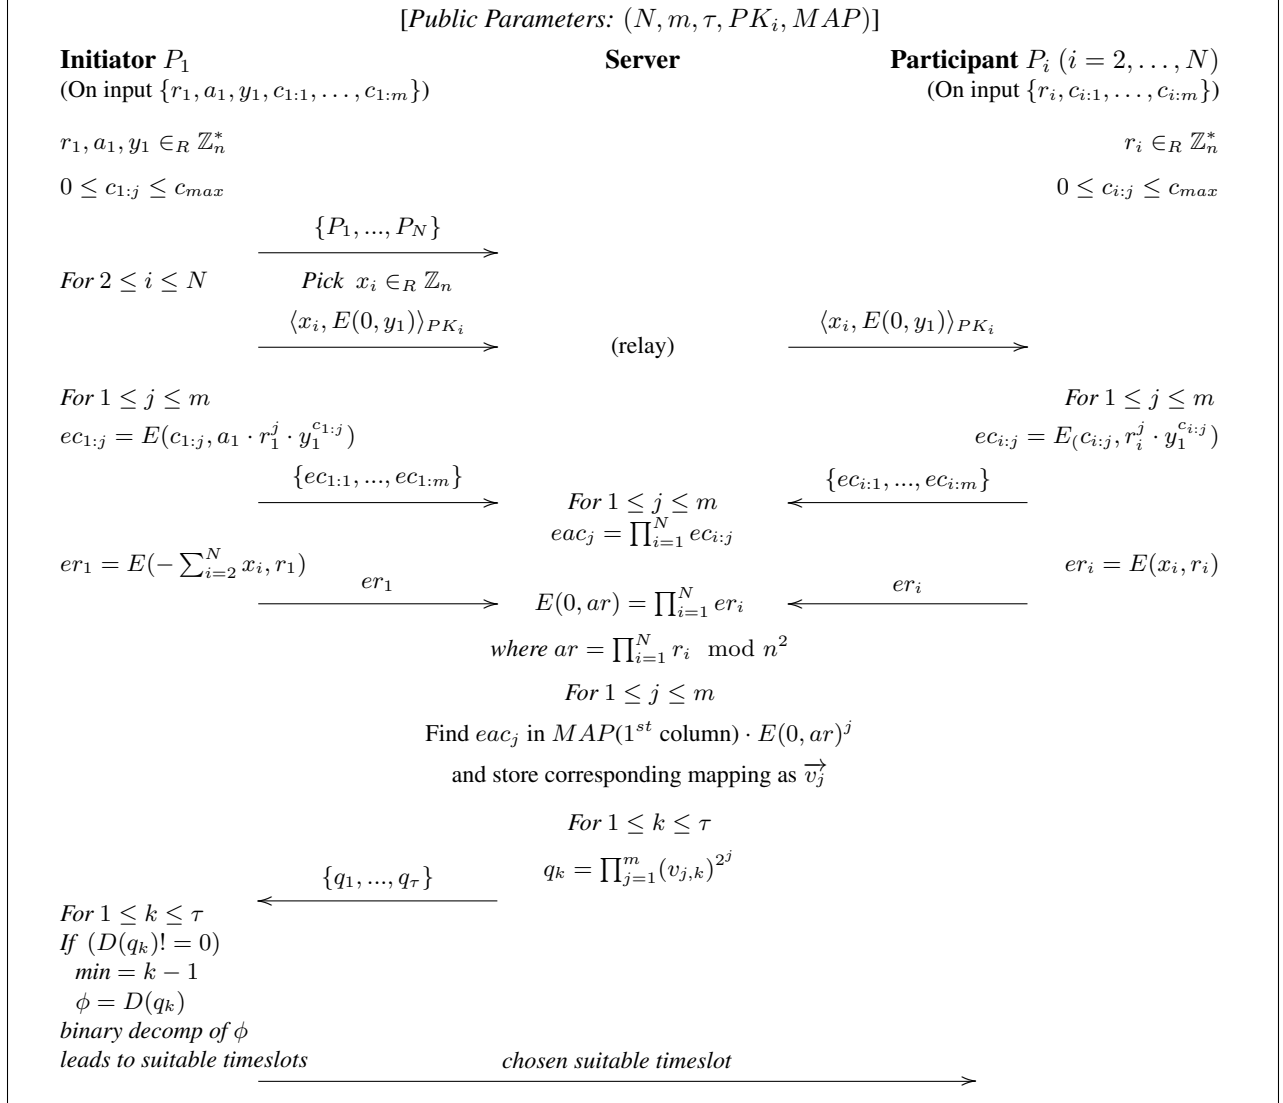 [Public Parameters: (N, m, τ, PK_i, MAP)]
Initiator P_1 Server Participant P_i (i = 2, . . . , N)
(On input {r_1, a_1, y_1, c_{1:1}, . . . , c_{1:m}}) (On input {r_i, c_{i:1}, . . . , c_{i:m}})
r_1, a_1, y_1 ∈_R ℤ_n^* r_i ∈_R ℤ_n^*
0 ≤ c_{1:j} ≤ c_{max} 0 ≤ c_{i:j} ≤ c_{max}
{P_1, ..., P_N}
For 2 ≤ i ≤ N Pick x_i ∈_R ℤ_n
⟨x_i, E(0, y_1)⟩_{PK_i} (relay) ⟨x_i, E(0, y_1)⟩_{PK_i}
For 1 ≤ j ≤ m For 1 ≤ j ≤ m
ec_{1:j} = E(c_{1:j}, a_1 · r_1^j · y_1^{c_{1:j}}) ec_{i:j} = E_(c_{i:j}, r_i^j · y_1^{c_{i:j}})
{ec_{1:1}, ..., ec_{1:m}} {ec_{i:1}, ..., ec_{i:m}}
For 1 ≤ j ≤ m
eac_j = ∏_{i=1}^N ec_{i:j}
er_1 = E(− ∑_{i=2}^N x_i, r_1) er_i = E(x_i, r_i)
er_1 E(0, ar) = ∏_{i=1}^N er_i er_i
where ar = ∏_{i=1}^N r_i mod n^2
For 1 ≤ j ≤ m
Find eac_j in MAP(1^{st} column) · E(0, ar)^j
and store corresponding mapping as \overrightarrow{v_j}
For 1 ≤ k ≤ τ
{q_1, ..., q_τ} q_k = ∏_{j=1}^m (v_{j,k})^{2^j}
For 1 ≤ k ≤ τ
If (D(q_k)! = 0)
min = k − 1
ϕ = D(q_k)
binary decomp of ϕ
leads to suitable timeslots chosen suitable timeslot